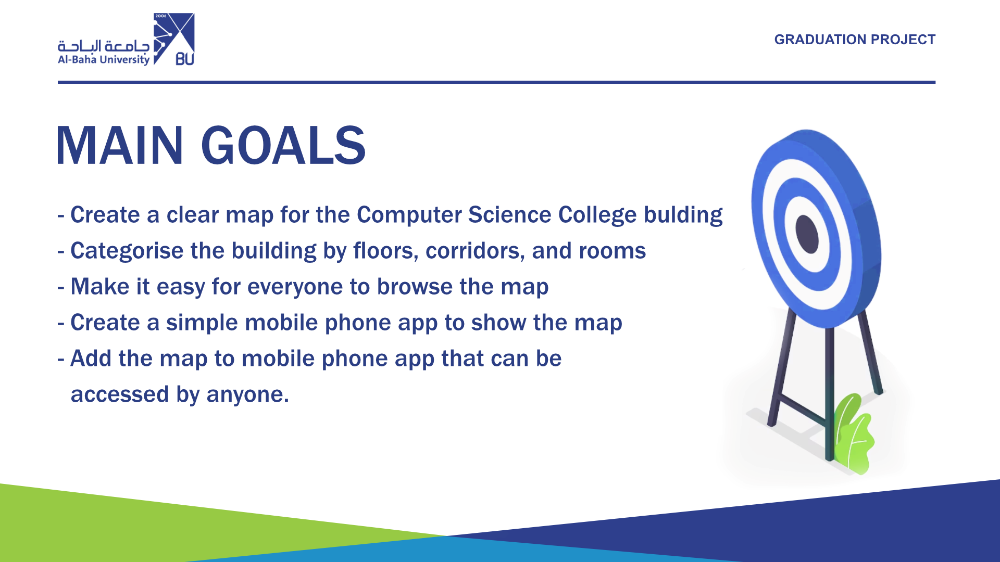 2006
جامعة الباحة
Al-Baha University
BU
GRADUATION PROJECT
MAIN GOALS
- Create a clear map for the Computer Science College bulding
- Categorise the building by floors, corridors, and rooms
- Make it easy for everyone to browse the map
- Create a simple mobile phone app to show the map
- Add the map to mobile phone app that can be
accessed by anyone.